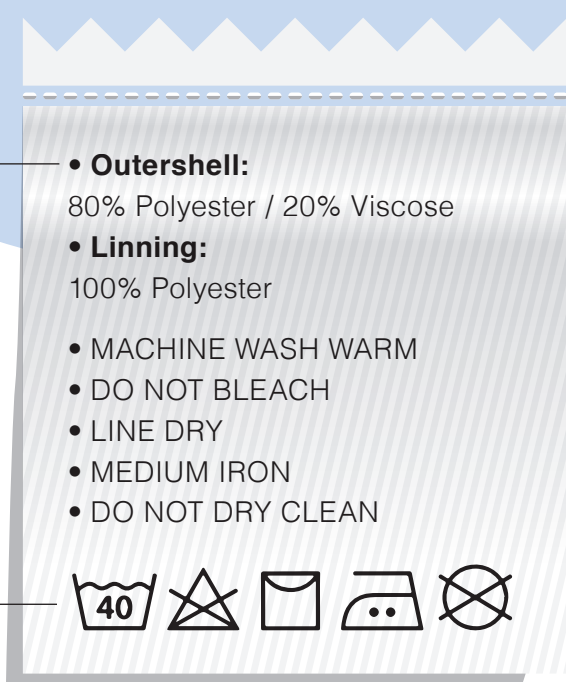 • Outershell:
80% Polyester / 20% Viscose
• Linning:
100% Polyester
• MACHINE WASH WARM
• DO NOT BLEACH
• LINE DRY
• MEDIUM IRON
• DO NOT DRY CLEAN
40